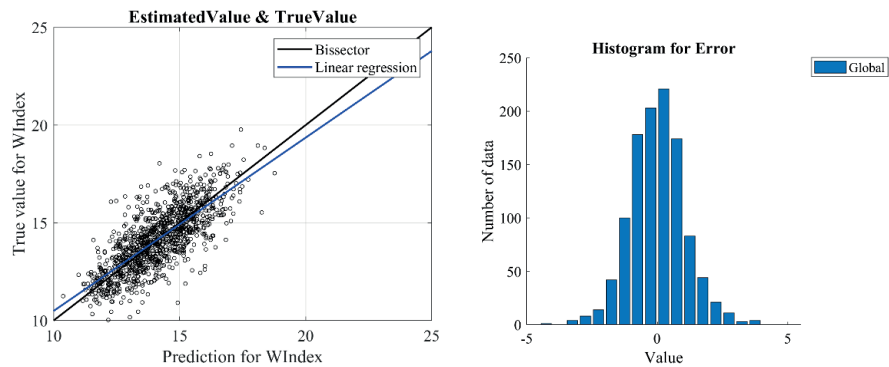 EstimatedValue & TrueValue
25
20
15
10
True value for WIndex
Bissector
Linear regression
10
15
20
25
Prediction for WIndex
Histogram for Error
250
200
150
100
50
0
Number of data
Global
-5
0
5
Value